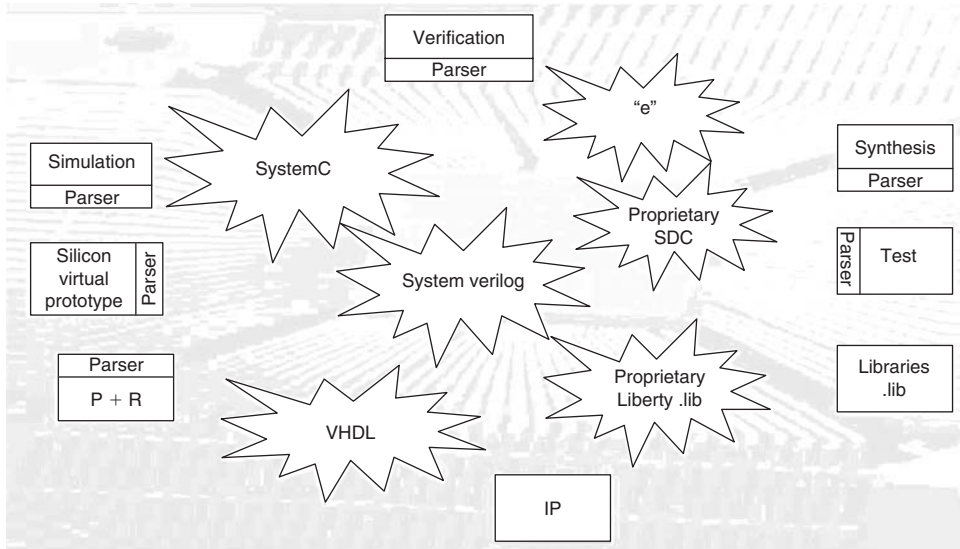 Verification
Parser
"e"
Simulation
Parser
SystemC
Synthesis
Parser
Proprietary
SDC
Silicon
virtual
prototype
Parser
System verilog
Parser
Test
Parser
P + R
VHDL
Proprietary
Liberty .lib
Libraries
.lib
IP